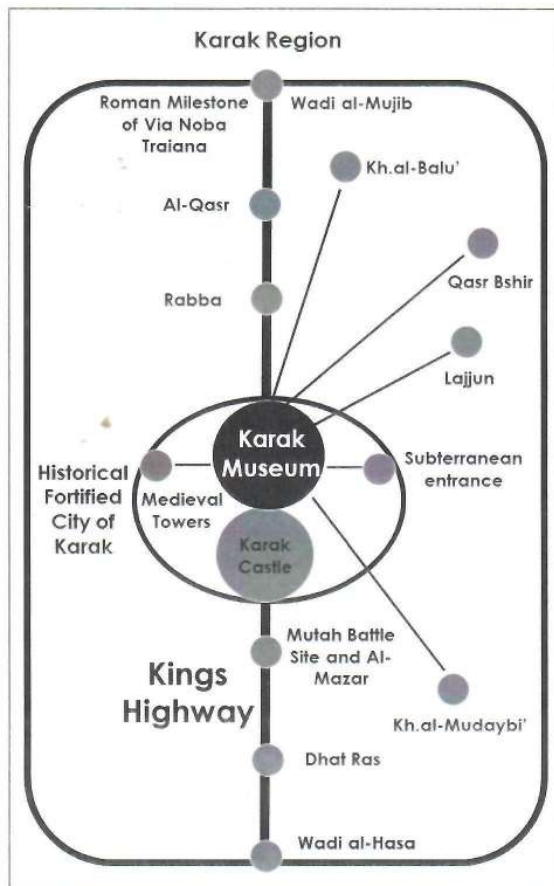 Karak Region
Roman Milestone
of Via Noba
Traiana
Wadi al-Mujib
Kh.al-Balu'
Al-Qasr
Qasr Bshir
Rabba
Lajjun
Karak
Museum
Historical
Fortified
City of
Karak
Medieval
Towers
Subterranean
entrance
Karak
Castle
Mutah Battle
Site and Al-
Mazar
Kings
Highway
Kh.al-Mudaybi'
Dhat Ras
Wadi al-Hasa